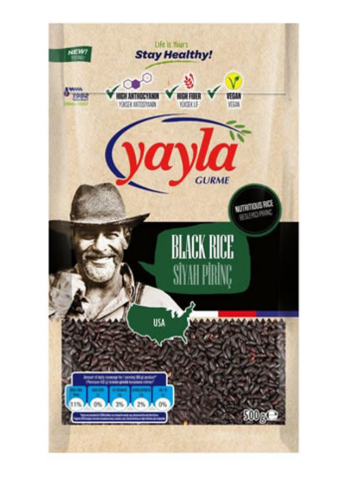 NEW!
Life is Yours
Stay Healthy!
HIGH ANTHOCYANIN
YÜKSEK ANTOSİYANİN
HIGH FIBER
YÜKSEK LİF
VEGAN
VEGAN
yayla
GURME
NUTRITIOUS RICE
BESLEYİCİ PİRİNÇ
BLACK RICE
SİYAH PİRİNÇ
USA
11%
0%
3%
2%
0%
500g